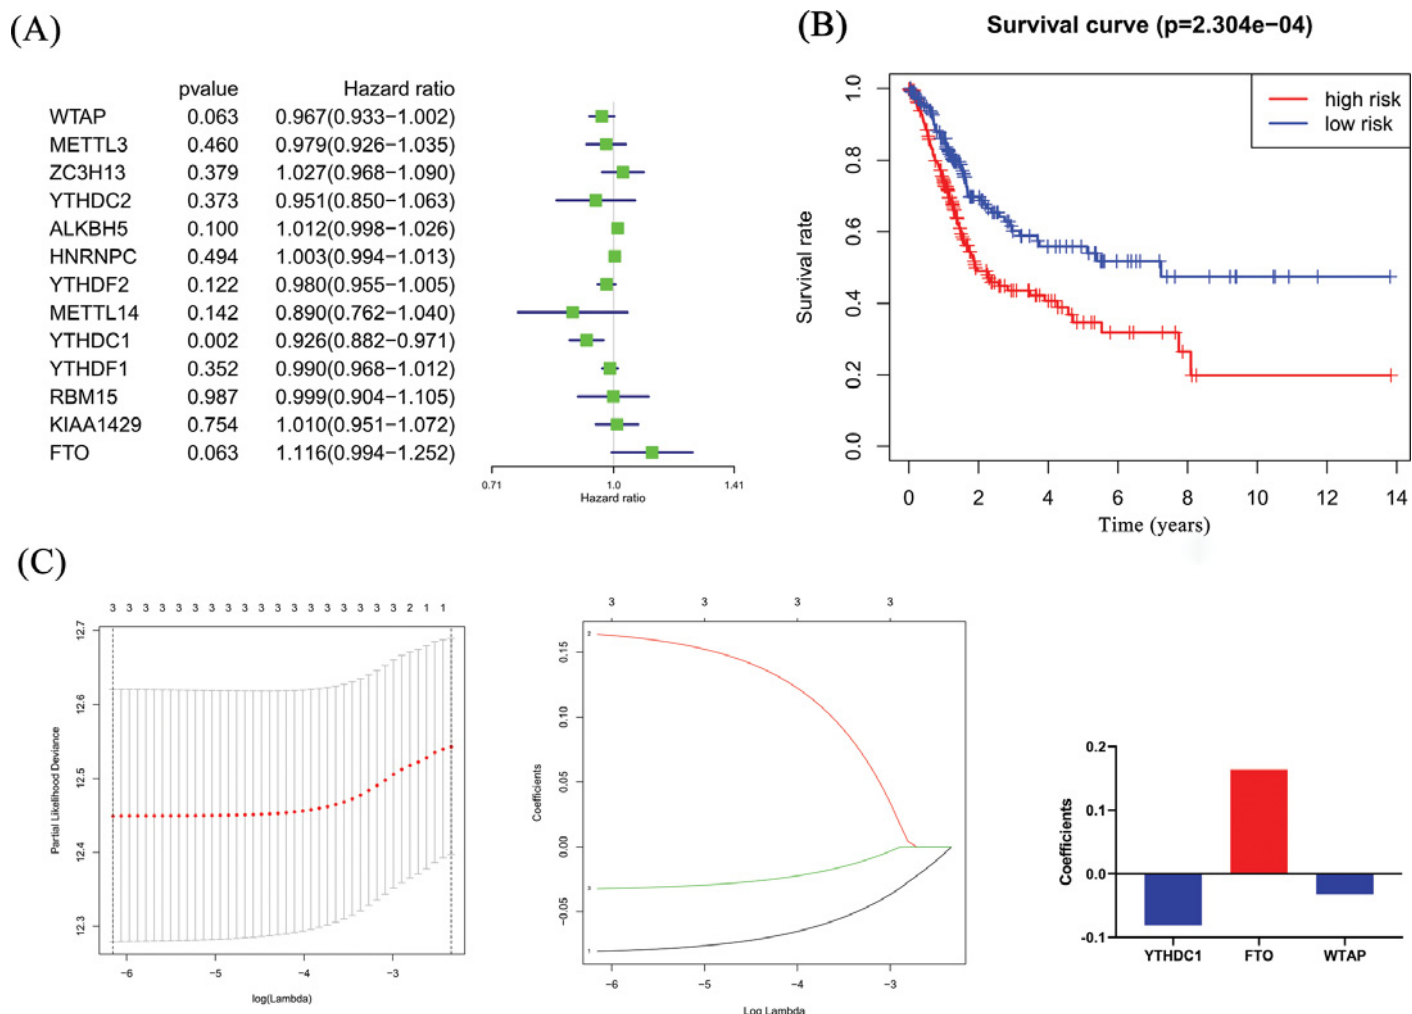 (A)
pvalue Hazard ratio
WTAP 0.063 0.967(0.933−1.002)
METTL3 0.460 0.979(0.926−1.035)
ZC3H13 0.379 1.027(0.968−1.090)
YTHDC2 0.373 0.951(0.850−1.063)
ALKBH5 0.100 1.012(0.998−1.026)
HNRNPC 0.494 1.003(0.994−1.013)
YTHDF2 0.122 0.980(0.955−1.005)
METTL14 0.142 0.890(0.762−1.040)
YTHDC1 0.002 0.926(0.882−0.971)
YTHDF1 0.352 0.990(0.968−1.012)
RBM15 0.987 0.999(0.904−1.105)
KIAA1429 0.754 1.010(0.951−1.072)
FTO 0.063 1.116(0.994−1.252)
0.71 1.0 1.41
Hazard ratio
(B)
Survival curve (p=2.304e−04)
high risk
low risk
Survival rate
1.0
0.8
0.6
0.4
0.2
0.0
0 2 4 6 8 10 12 14
Time (years)
(C)
3 3 3 3 3 3 3 3 3 3 3 3 3 3 3 3 3 3 2 1 1
Partial Likelihood Deviance
12.7
12.6
12.5
12.4
12.3
−6 −5 −4 −3
log(Lambda)
3 3 3 3
Coefficients
0.15
0.10
0.05
0.00
−0.05
2
3
1
−6 −5 −4 −3
Log Lambda
Coefficients
0.2
0.1
0.0
-0.1
YTHDC1 FTO WTAP